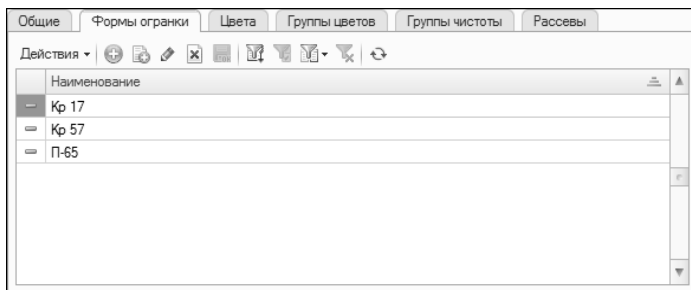 Общие Формы огранки Цвета Группы цветов Группы чистоты Рассевы
Действия
Наименование
Кр 17
Кр 57
П-65